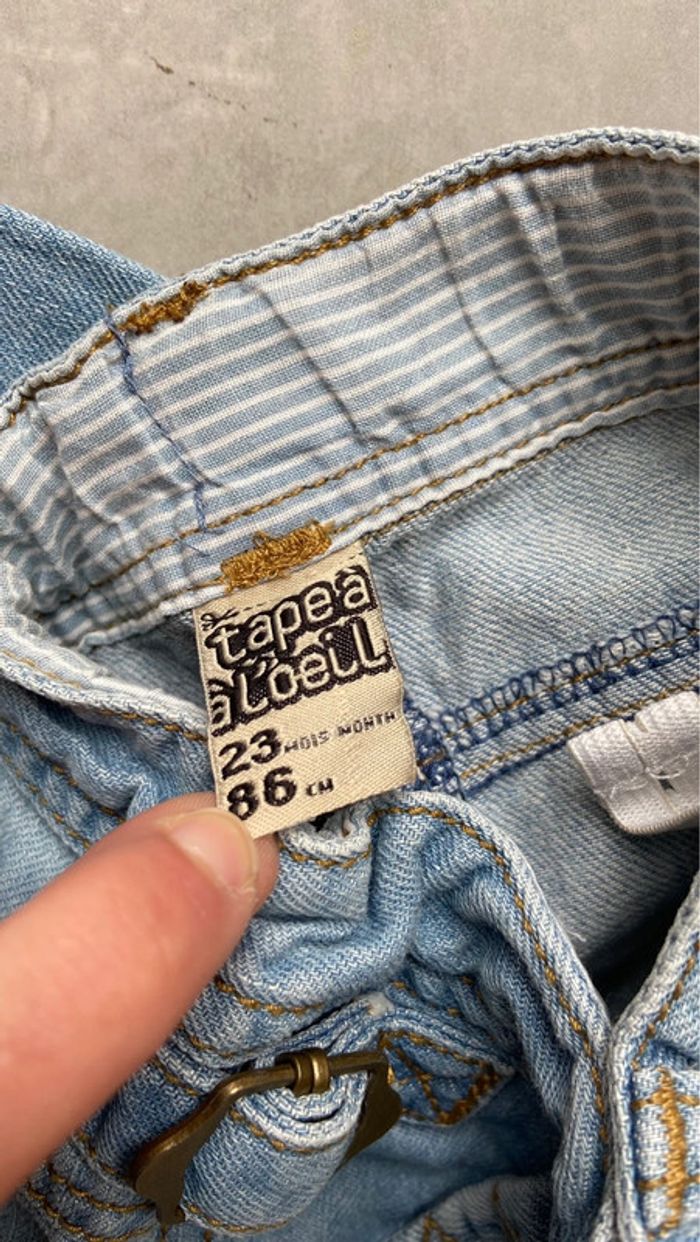 tape à
à l'oeil
23 MOIS MONTH
86 CM